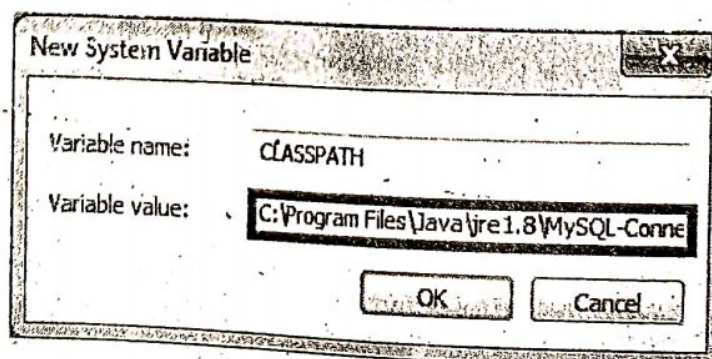 New System Variable
Variable name: CLASSPATH
Variable value: C:\Program Files\Java\jre1.8\MySQL-Conne
OK Cancel